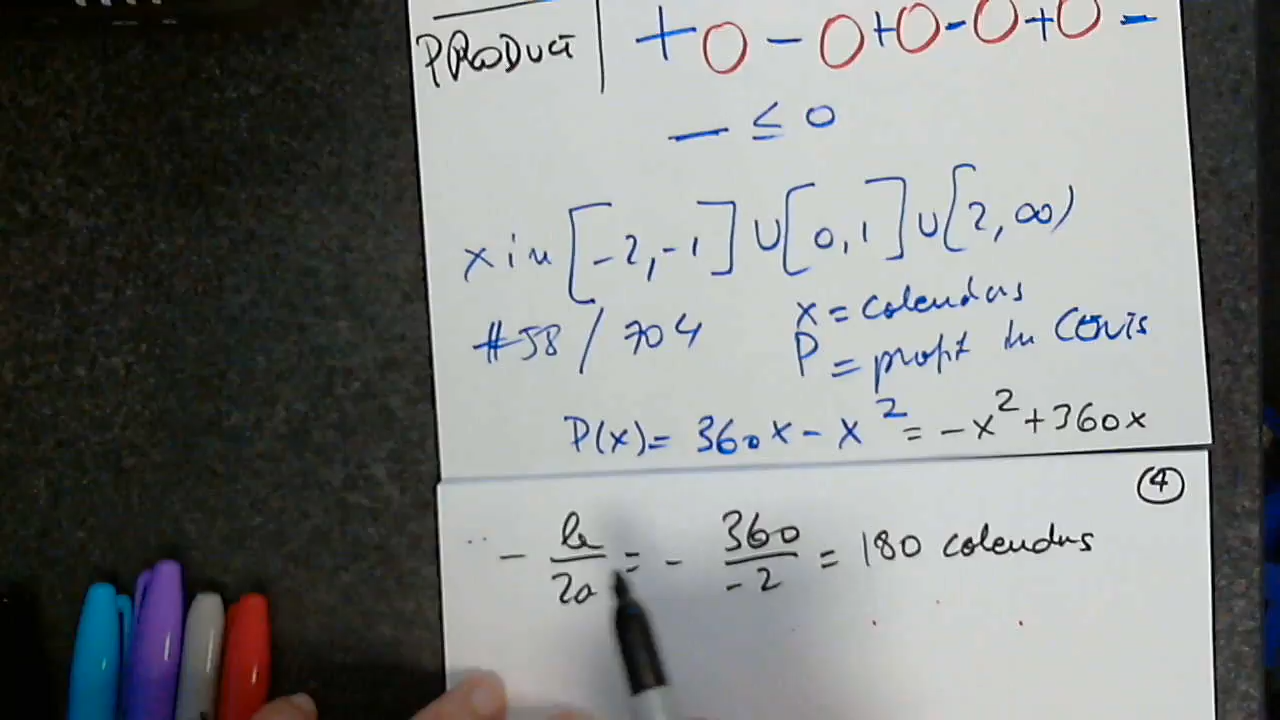 PRODUCT | + 0 - 0 + 0 - 0 + 0 -
— ≤ 0
x in [-2,-1] ∪ [0,1] ∪ [2,∞)
#58 / 704
x = calendars
P = profit in CENTS
P(x) = 360x - x² = -x² + 360x
④
- b/2a = - 360/-2 = 180 calendars